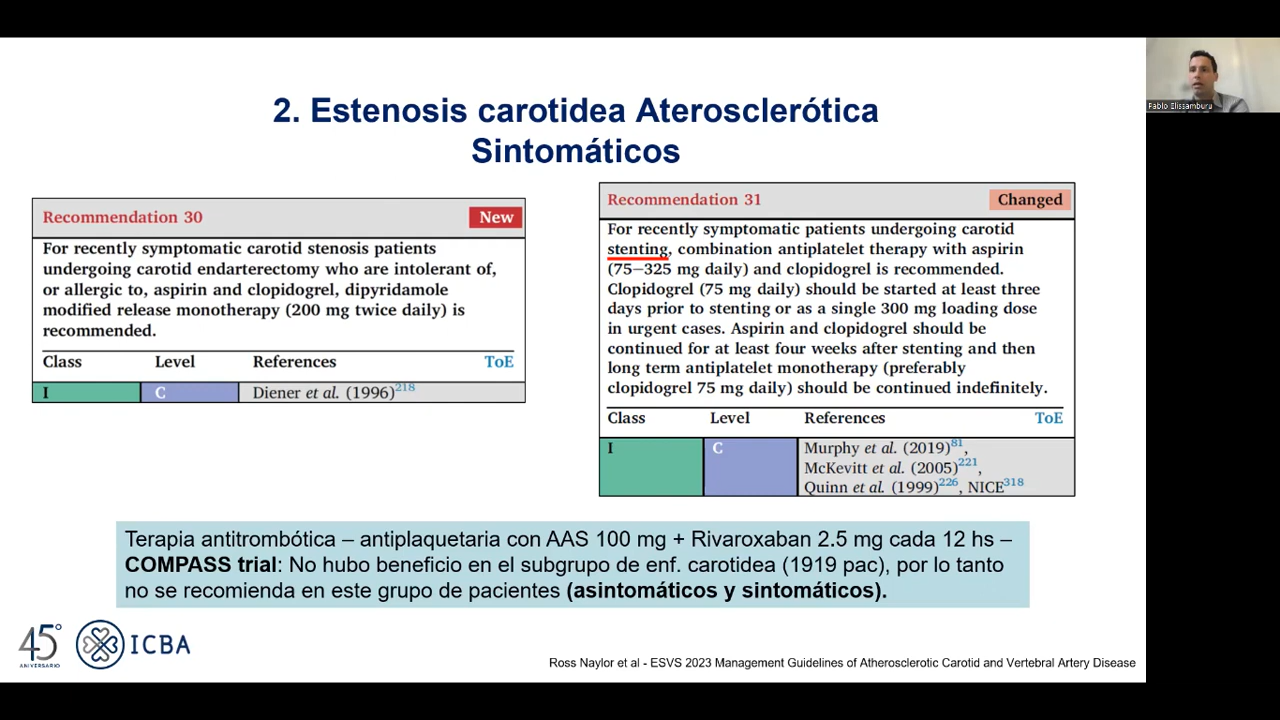 2. Estenosis carotidea Aterosclerótica
Sintomáticos
Recommendation 30
New
For recently symptomatic carotid stenosis patients
undergoing carotid endarterectomy who are intolerant of,
or allergic to, aspirin and clopidogrel, dipyridamole
modified release monotherapy (200 mg twice daily) is
recommended.
Class Level References ToE
I C Diener et al. (1996)218
Recommendation 31
Changed
For recently symptomatic patients undergoing carotid
stenting, combination antiplatelet therapy with aspirin
(75–325 mg daily) and clopidogrel is recommended.
Clopidogrel (75 mg daily) should be started at least three
days prior to stenting or as a single 300 mg loading dose
in urgent cases. Aspirin and clopidogrel should be
continued for at least four weeks after stenting and then
long term antiplatelet monotherapy (preferably
clopidogrel 75 mg daily) should be continued indefinitely.
Class Level References ToE
I C Murphy et al. (2019)81,
McKevitt et al. (2005)221,
Quinn et al. (1999)226, NICE318
Terapia antitrombótica – antiplaquetaria con AAS 100 mg + Rivaroxaban 2.5 mg cada 12 hs –
COMPASS trial: No hubo beneficio en el subgrupo de enf. carotidea (1919 pac), por lo tanto
no se recomienda en este grupo de pacientes (asintomáticos y sintomáticos).
45°
ANIVERSARIO
ICBA
Ross Naylor et al - ESVS 2023 Management Guidelines of Atherosclerotic Carotid and Vertebral Artery Disease
Pablo Elissamburu